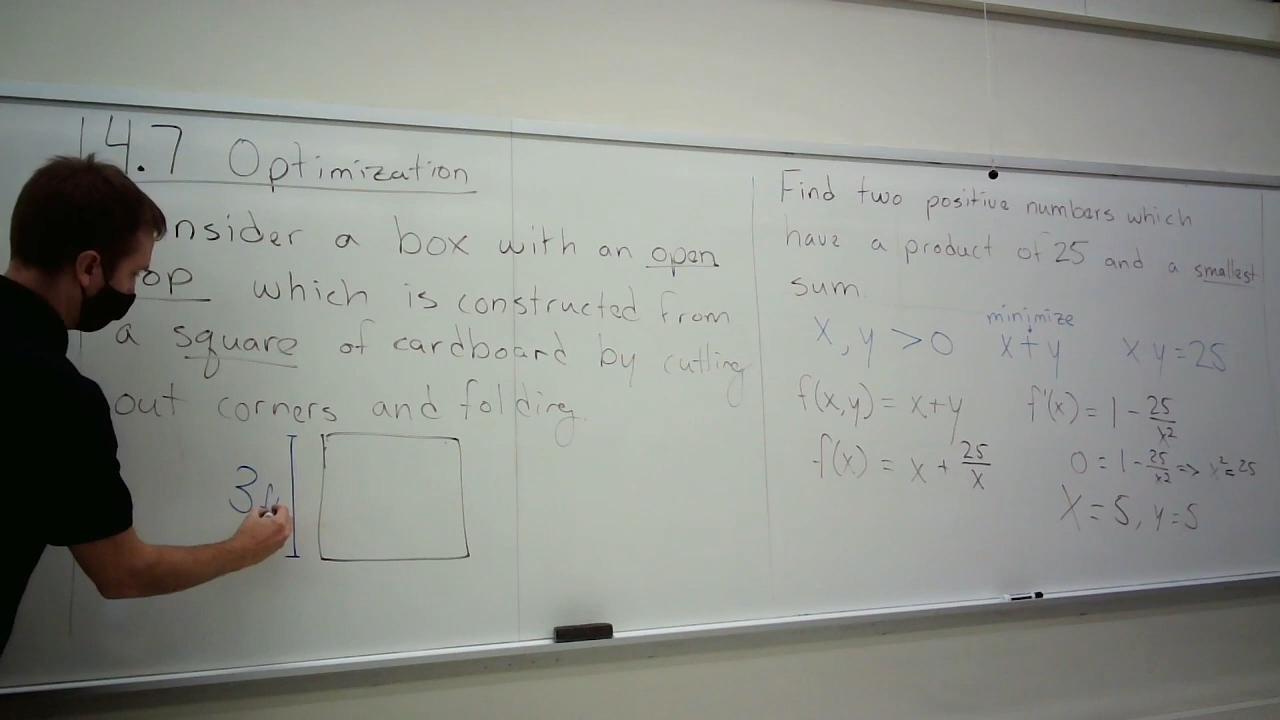 4.7 Optimization
nsider a box with an open
op which is constructed from
a square of cardboard by cutting
out corners and folding.
3f
Find two positive numbers which
have a product of 25 and a smallest
sum.
minimize
x, y > 0 x+y xy = 25
f(x,y) = x+y f'(x) = 1 - 25/x²
f(x) = x + 25/x 0 = 1 - 25/x² => x² = 25
x = 5, y = 5